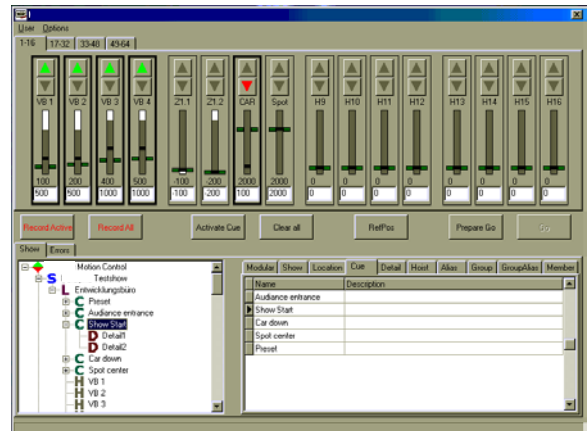 User Options
1-16 17-32 33-48 49-64
VB 1 VB 2 VB 3 VB 4 Z1.1 Z1.2 CAR Spot H9 H10 H11 H12 H13 H14 H15 H16
100 200 400 1000 -100 -200 2000 2000 0 0 0 0 0 0 0 0
500 500 1000 1000 -100 -200 100 2000 0 0 0 0 0 0 0 0
Record Active Record All Activate Cue Clear all RefPos Prepare Go Go
Show Errors
Modular Show Location Cue Detail Hoist Alias Group GroupAlias Member
Motion Control
S Testshow
L Entwicklungsbüro
C Preset
C Audiance entrance
C Show Start
D Detail1
D Detail2
C Car down
C Spot center
H VB 1
H VB 2
H VB 3
Name Description
Audiance entrance
Show Start
Car down
Spot center
Preset